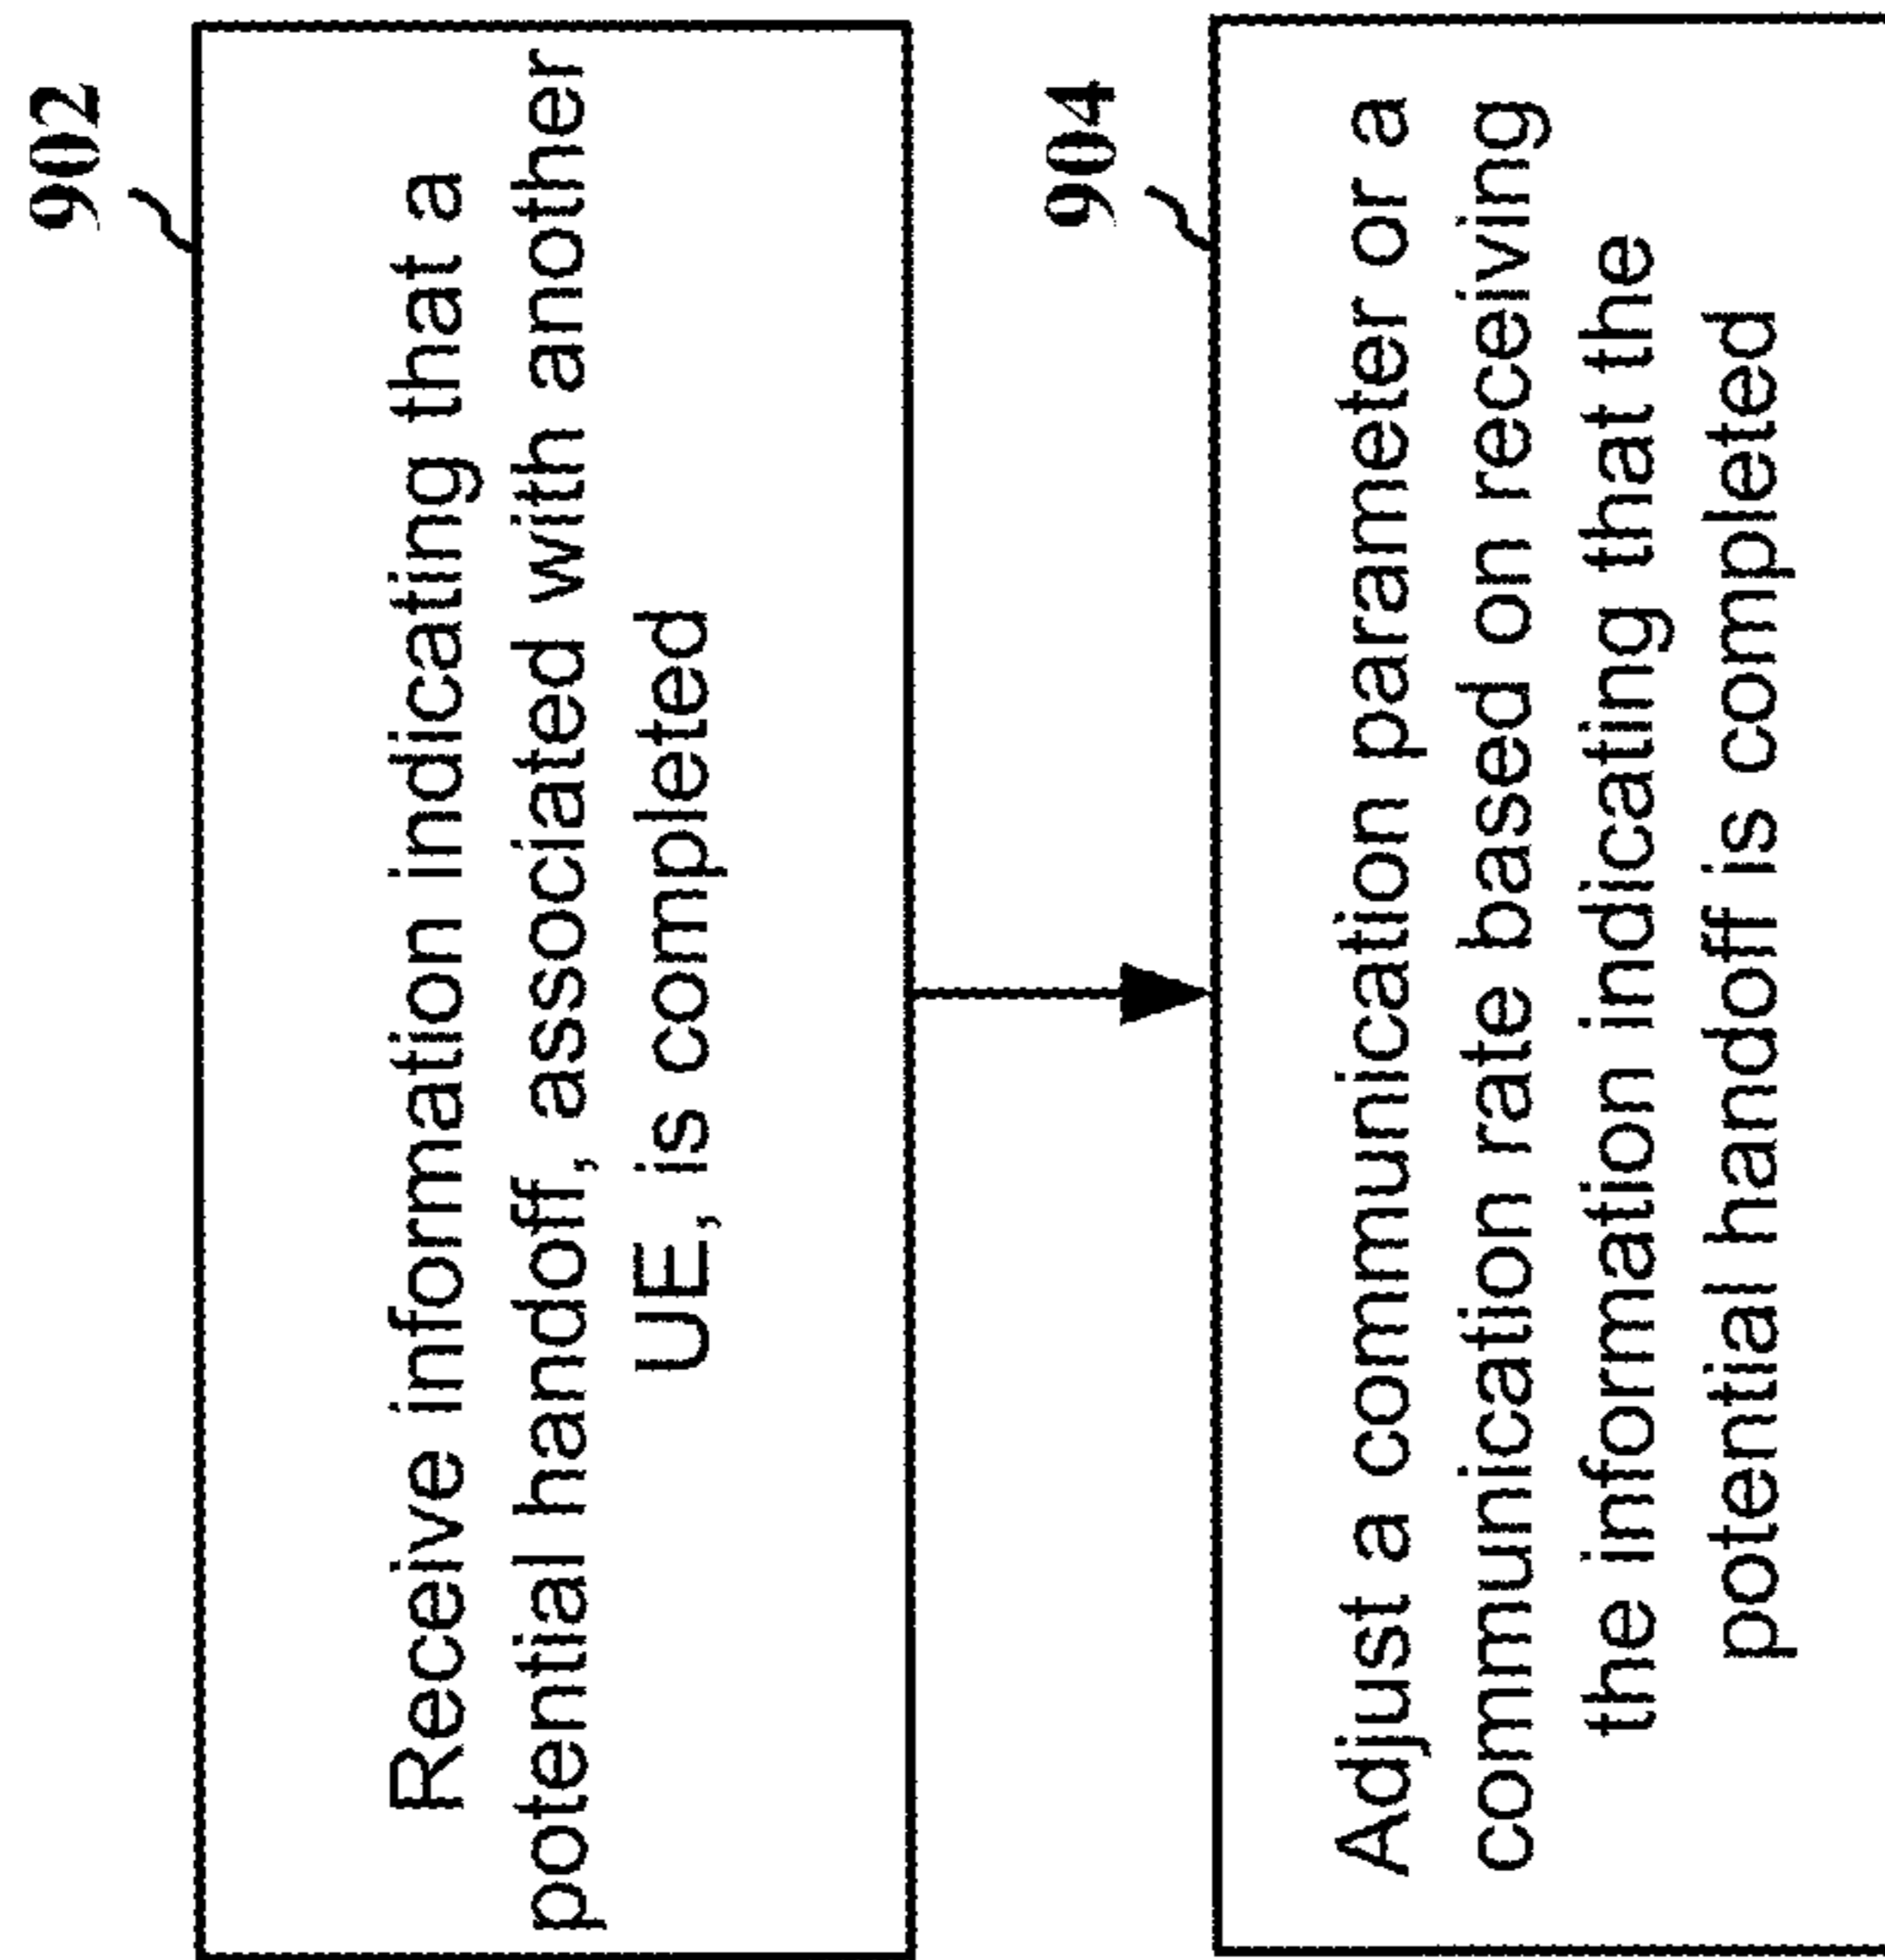 902
Receive information indicating that a
potential handoff, associated with another
UE, is completed
904
Adjust a communication parameter or a
communication rate based on receiving
the information indicating that the
potential handoff is completed